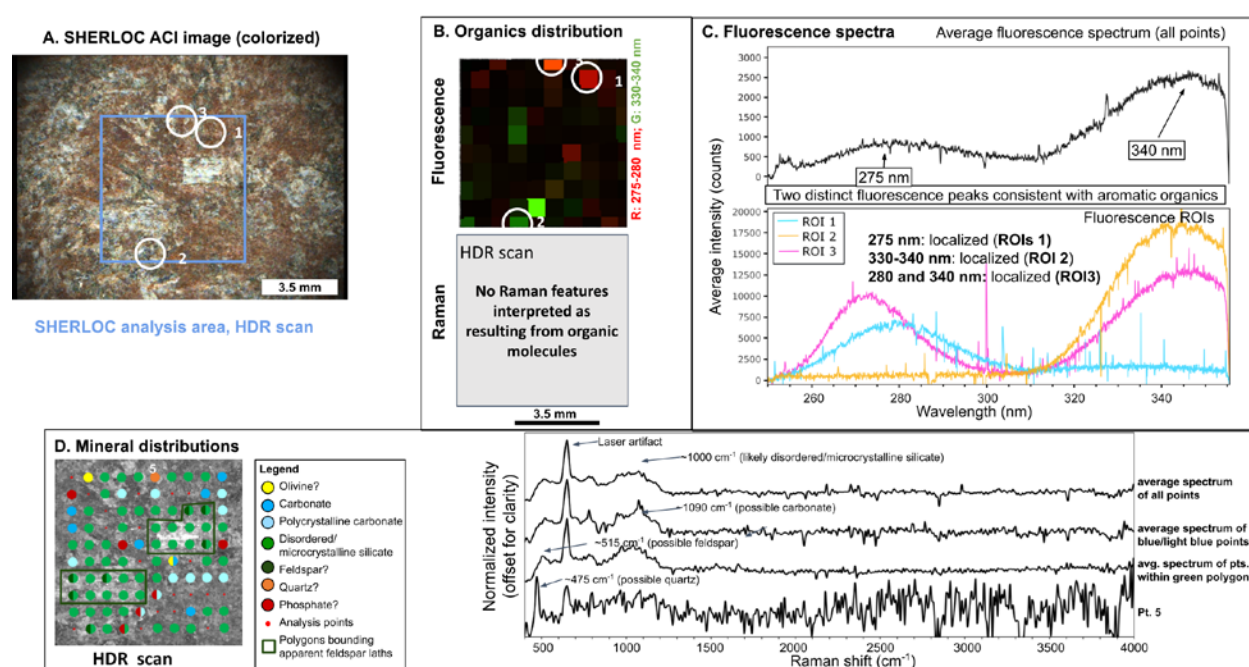 A. SHERLOC ACI image (colorized)
3
1
2
3.5 mm
SHERLOC analysis area, HDR scan
B. Organics distribution
Fluorescence
1
2
R: 275-280 nm; G: 330-340 nm
Raman
HDR scan
No Raman features
interpreted as
resulting from organic
molecules
3.5 mm
C. Fluorescence spectra
Average fluorescence spectrum (all points)
Average intensity (counts)
3000
2500
2000
1500
1000
500
0
275 nm
340 nm
Two distinct fluorescence peaks consistent with aromatic organics
20000
17500
15000
12500
10000
7500
5000
2500
0
ROI 1
ROI 2
ROI 3
Fluorescence ROIs
275 nm: localized (ROIs 1)
330-340 nm: localized (ROI 2)
280 and 340 nm: localized (ROI3)
260
280
300
320
340
Wavelength (nm)
D. Mineral distributions
5
HDR scan
Legend
Olivine?
Carbonate
Polycrystalline carbonate
Disordered/
microcrystalline silicate
Feldspar?
Quartz?
Phosphate?
Analysis points
Polygons bounding
apparent feldspar laths
Normalized intensity
(offset for clarity)
Laser artifact
~1000 cm⁻¹ (likely disordered/microcrystalline silicate)
1090 cm⁻¹ (possible carbonate)
~515 cm⁻¹ (possible feldspar)
~475 cm⁻¹ (possible quartz)
average spectrum
of all points
average spectrum of
blue/light blue points
avg. spectrum of pts.
within green polygon
Pt. 5
500
1000
1500
2000
2500
3000
3500
4000
Raman shift (cm⁻¹)